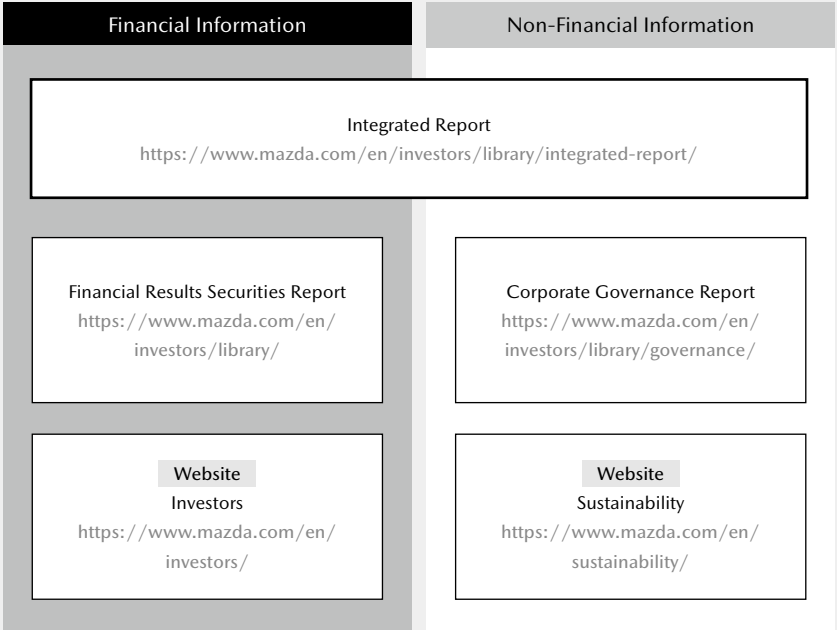 Financial Information
Non-Financial Information
Integrated Report
https://www.mazda.com/en/investors/library/integrated-report/
Financial Results Securities Report
https://www.mazda.com/en/
investors/library/
Corporate Governance Report
https://www.mazda.com/en/
investors/library/governance/
Website
Investors
https://www.mazda.com/en/
investors/
Website
Sustainability
https://www.mazda.com/en/
sustainability/